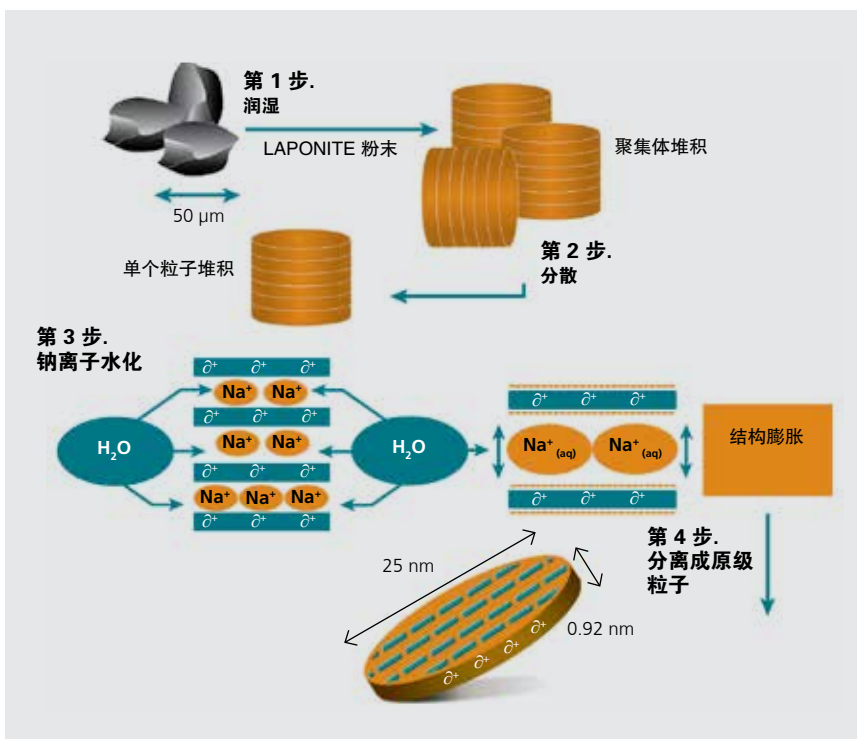 第 1 步.
润湿
LAPONITE 粉末
聚集体堆积
50 µm
第 2 步.
分散
单个粒子堆积
第 3 步.
钠离子水化
∂+ ∂+ ∂+
Na+ Na+
∂+ ∂+ ∂+
H2O
Na+ Na+
H2O
∂+ ∂+ ∂+
Na+ Na+ Na+
∂+ ∂+ ∂+
∂+ ∂+ ∂+
Na+ (aq) Na+ (aq)
∂+ ∂+ ∂+
结构膨胀
第 4 步.
分离成原级
粒子
25 nm
0.92 nm
∂+ ∂+ ∂+ ∂+